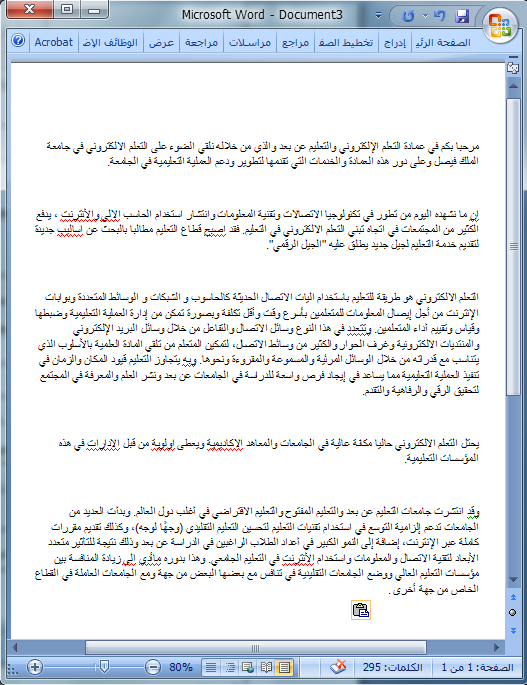 Microsoft Word - Document3
الصفحة الرئي إدراج تخطيط الصف مراجع مراسلات مراجعة عرض الوظائف الإض Acrobat
مرحبا بكم في عمادة التعلم الإلكتروني والتعليم عن بعد والذي من خلاله نلقي الضوء على التعلم الالكتروني في جامعة
الملك فيصل وعلى دور هذه العمادة والخدمات التي تقدمها لتطوير ودعم العملية التعليمية في الجامعة.
إن ما نشهده اليوم من تطور في تكنولوجيا الاتصالات وتقنية المعلومات وانتشار استخدام الحاسب الالي والأنترنت ، يدفع
الكثير من المجتمعات في اتجاه تبني التعلم الالكتروني في التعليم. فقد اصبح قطاع التعليم مطالبا بالبحث عن اساليب جديدة
لتقديم خدمة التعليم لجيل جديد يطلق عليه "الجيل الرقمي".
التعلم الالكتروني هو طريقة للتعليم باستخدام اليات الاتصال الحديثة كالحاسوب و الشبكات و الوسائط المتعددة وبوابات
الإنترنت من أجل إيصال المعلومات للمتعلمين بأسرع وقت وأقل تكلفة وبصورة تمكن من إدارة العملية التعليمية وضبطها
وقياس وتقييم اداء المتعلمين. وتتعدد في هذا النوع وسائل الاتصال والتفاعل من خلال وسائل البريد الإلكتروني
والمنتديات الالكترونية وغرف الحوار والكثير من وسائط الاتصال، لتمكين المتعلم من تلقي المادة العلمية بالأسلوب الذي
يتناسب مع قدراته من خلال الوسائل المرئية والمسموعة والمقروءة ونحوها. وبه يتجاوز التعليم قيود المكان والزمان في
تنفيذ العملية التعليمية مما يساعد في إيجاد فرص واسعة للدراسة في الجامعات عن بعد ونشر العلم والمعرفة في المجتمع
لتحقيق الرقي والرفاهية والتقدم.
يحتل التعلم الالكتروني حاليا مكانة عالية في الجامعات والمعاهد الاكاديمية ويعطى اولوية من قبل الإدارات في هذه
المؤسسات التعليمية.
وقد انتشرت جامعات التعليم عن بعد والتعليم المفتوح والتعليم الافتراضي في أغلب دول العالم. وبدأت العديد من
الجامعات تدعم إلزامية التوسع في استخدام تقنيات التعليم لتحسين التعليم التقليدي (وجهًا لوجه)، وكذلك تقديم مقررات
كاملة عبر الإنترنت، إضافة إلى النمو الكبير في أعداد الطلاب الراغبين في الدراسة عن بعد وذلك نتيجة للتأثير متعدد
الأبعاد لتقنية الاتصال والمعلومات واستخدام الأنترنت في التعليم الجامعي. وهذا بدوره ماأدي الى زيادة المنافسة بين
مؤسسات التعليم العالي ووضع الجامعات التقليدية في تنافس مع بعضها البعض من جهة ومع الجامعات العاملة في القطاع
الخاص من جهة أخرى .
الصفحة: 1 من 1 الكلمات: 295 80%